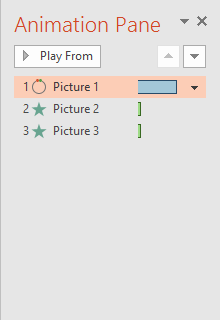 Animation Pane
Play From
1 Picture 1
2 Picture 2
3 Picture 3